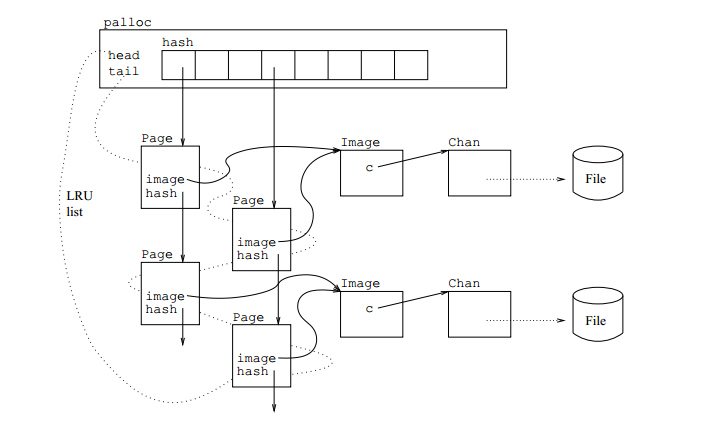 palloc
hash
head
tail
Page
image
hash
Image
c
Chan
File
LRU
list
Page
image
hash
Page
image
hash
Image
c
Chan
File
Page
image
hash